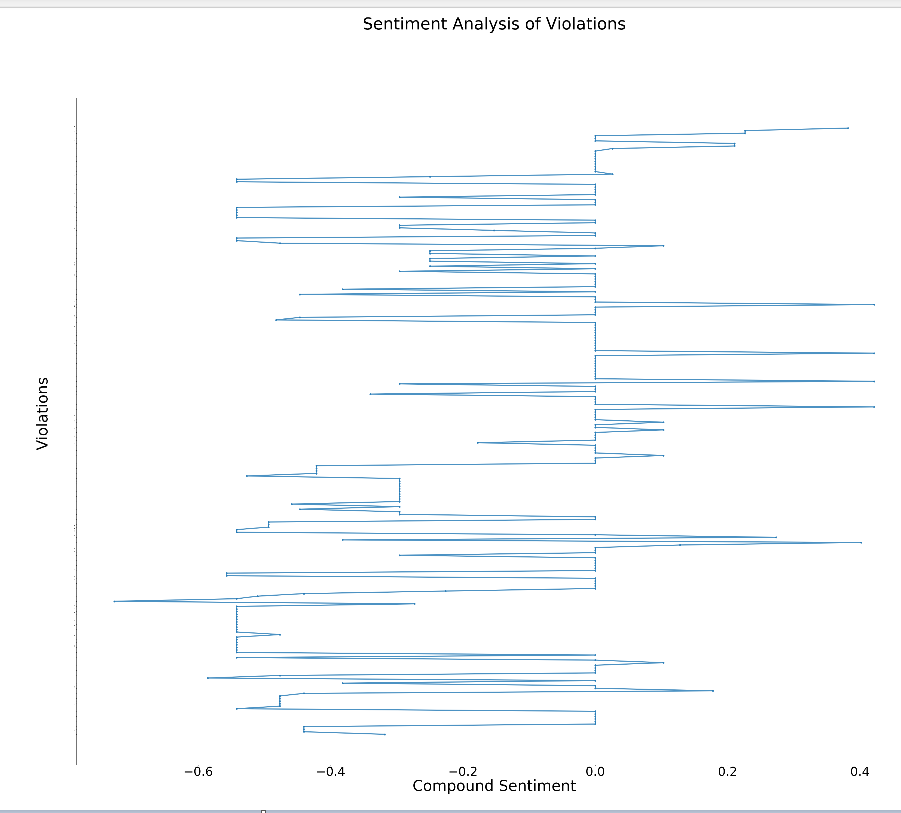 Sentiment Analysis of Violations
Violations
−0.6 −0.4 −0.2 0.0 0.2 0.4
Compound Sentiment